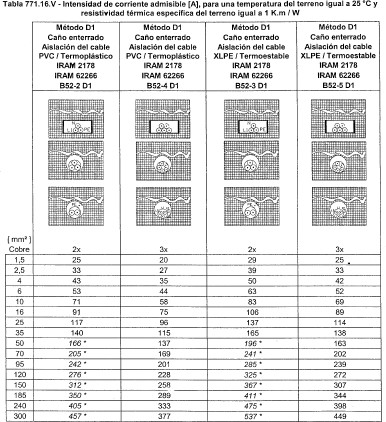 Tabla 771.16.V - Intensidad de corriente admisible [A], para una temperatura del terreno igual a 25 °C y
resistividad térmica específica del terreno igual a 1 K.m / W
Método D1 Método D1 Método D1 Método D1
Caño enterrado Caño enterrado Caño enterrado Caño enterrado
Aislación del cable Aislación del cable Aislación del cable Aislación del cable
PVC / Termoplástico PVC / Termoplástico XLPE / Termoestable XLPE / Termoestable
IRAM 2178 IRAM 2178 IRAM 2178 IRAM 2178
IRAM 62266 IRAM 62266 IRAM 62266 IRAM 62266
B52-2 D1 B52-4 D1 B52-3 D1 B52-5 D1
[ mm² ]
Cobre 2x 3x 2x 3x
1,5 25 20 29 25
2,5 33 27 39 33
4 43 35 50 42
6 53 44 63 52
10 71 58 83 69
16 91 75 106 89
25 117 96 137 114
35 140 115 165 138
50 166 * 137 196 * 163
70 205 * 169 241 * 202
95 242 * 201 285 * 239
120 276 * 228 325 * 272
150 312 * 258 367 * 307
185 350 * 289 411 * 344
240 405 * 333 475 * 398
300 457 * 377 537 * 449